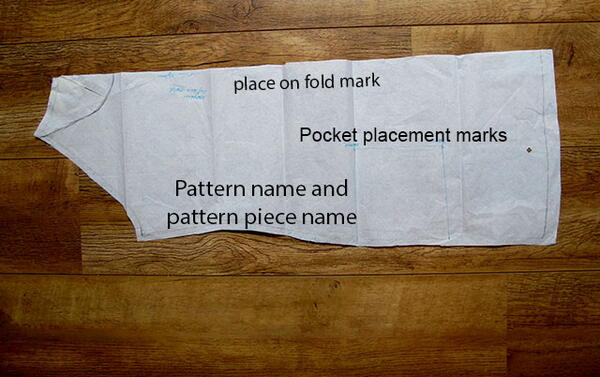 place on fold mark
Pocket placement marks
Pattern name and
pattern piece name